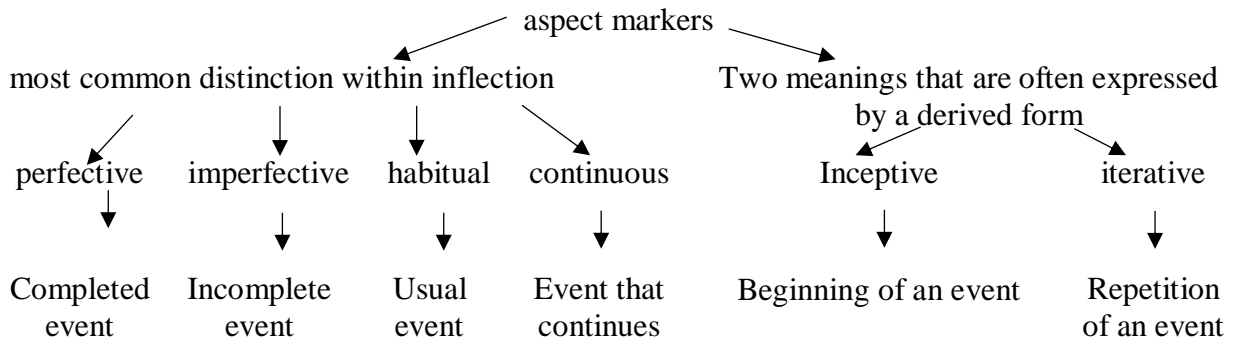 aspect markers
most common distinction within inflection
Two meanings that are often expressed
by a derived form
perfective
imperfective
habitual
continuous
Inceptive
iterative
Completed
event
Incomplete
event
Usual
event
Event that
continues
Beginning of an event
Repetition
of an event